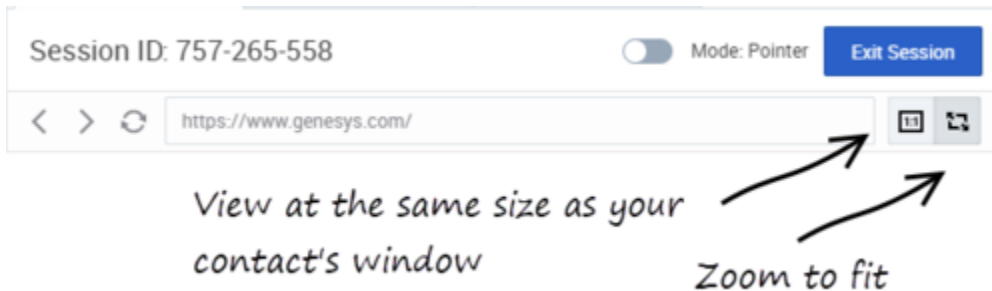 Session ID: 757-265-558 Mode: Pointer Exit Session
https://www.genesys.com/ 1:1
View at the same size as your
contact's window
Zoom to fit